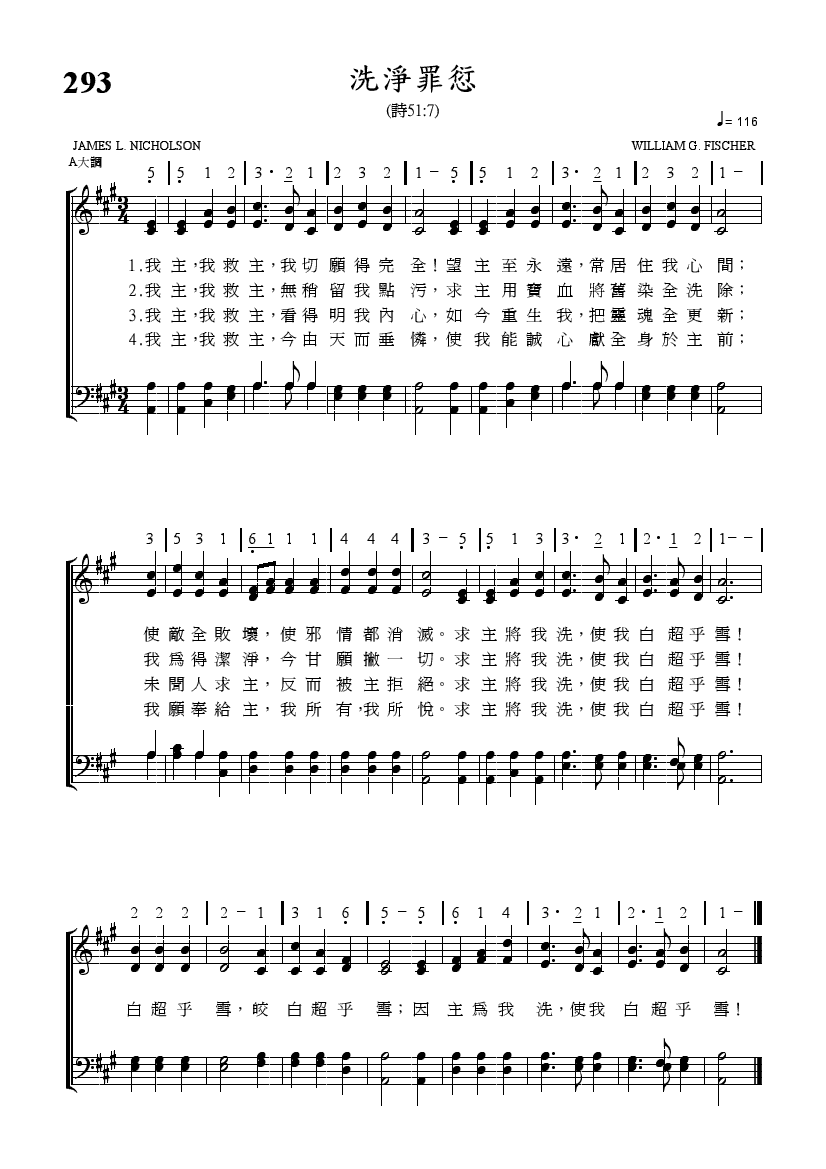 293
洗淨罪愆
(詩51:7)
♩= 116
JAMES L. NICHOLSON
WILLIAM G. FISCHER
A大調
5 | 5 1 2 | 3· 2 1 | 2 3 2 | 1 – 5 | 5 1 2 | 3· 2 1 | 2 3 2 | 1 –
1.我主,我救主,我切願得完全!望主至永遠,常居住我心間;
2.我主,我救主,無稍留我點污,求主用寶血將舊染全洗除;
3.我主,我救主,看得明我內心,如今重生我,把靈魂全更新;
4.我主,我救主,今由天而垂憐,使我能誠心獻全身於主前;
3 | 5 3 1 | 6 1 1 1 | 4 4 4 | 3 – 5 | 5 1 3 | 3· 2 1 | 2· 1 2 | 1 – –
使敵全敗壞,使邪情都消滅。求主將我洗,使我白超乎雪!
我爲得潔淨,今甘願撇一切。求主將我洗,使我白超乎雪!
未聞人求主,反而被主拒絕。求主將我洗,使我白超乎雪!
我願奉給主,我所有,我所悅。求主將我洗,使我白超乎雪!
2 2 2 | 2 – 1 | 3 1 6 | 5 – 5 | 6 1 4 | 3· 2 1 | 2· 1 2 | 1 –
白超乎雪,皎白超乎雪;因主爲我洗,使我白超乎雪!